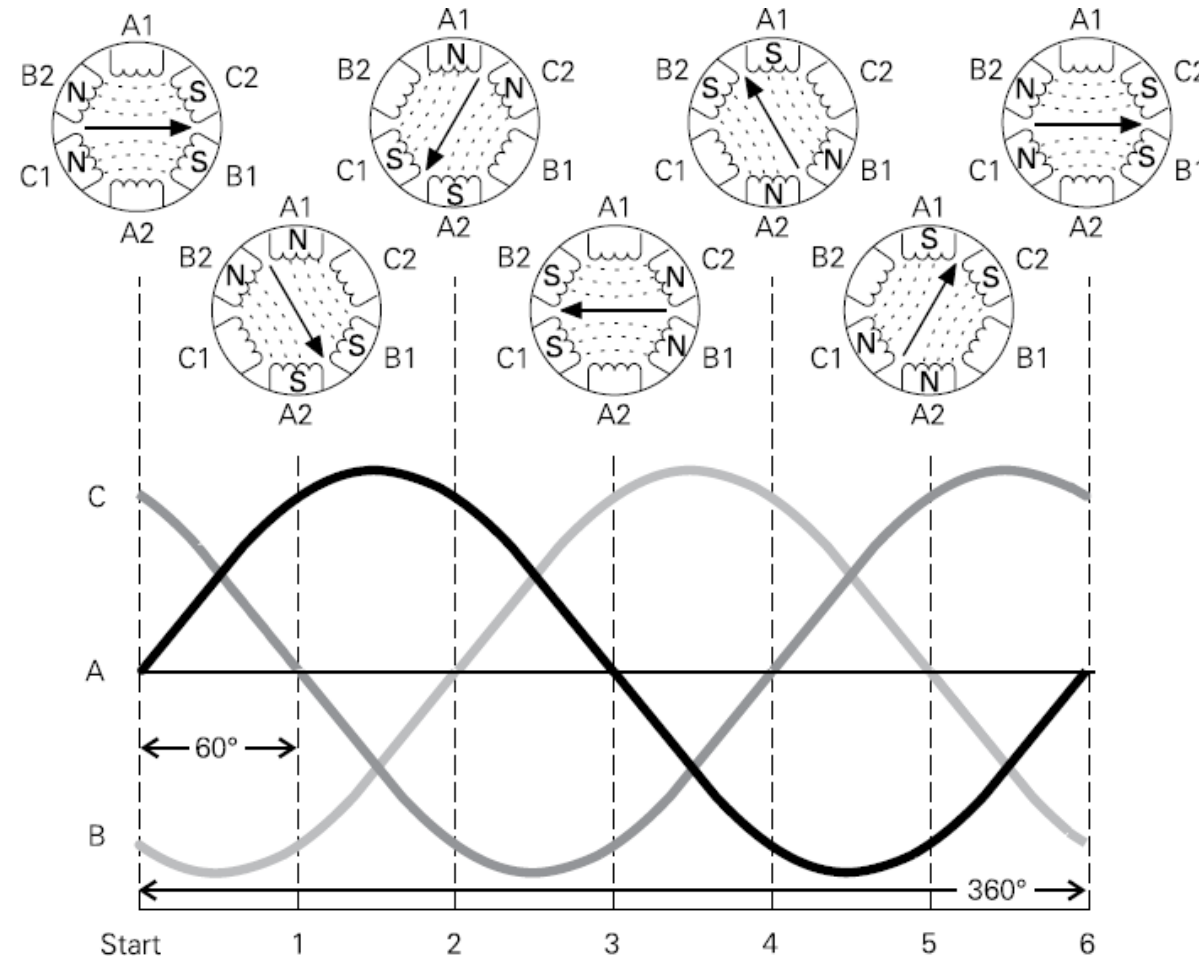 A1
B2 N S C2
C1 N S B1
A2
A1
B2 N C2
N
C1 S B1
S
A2
A1
B2 S C2
S
C1 N B1
N
A2
A1
B2 N S C2
C1 N S B1
A2
A1
B2 N C2
N
C1 S B1
S
A2
A1
B2 S N C2
C1 S N B1
A2
A1
B2 S C2
S
C1 N B1
N
A2
C
A
60°
B
360°
Start 1 2 3 4 5 6